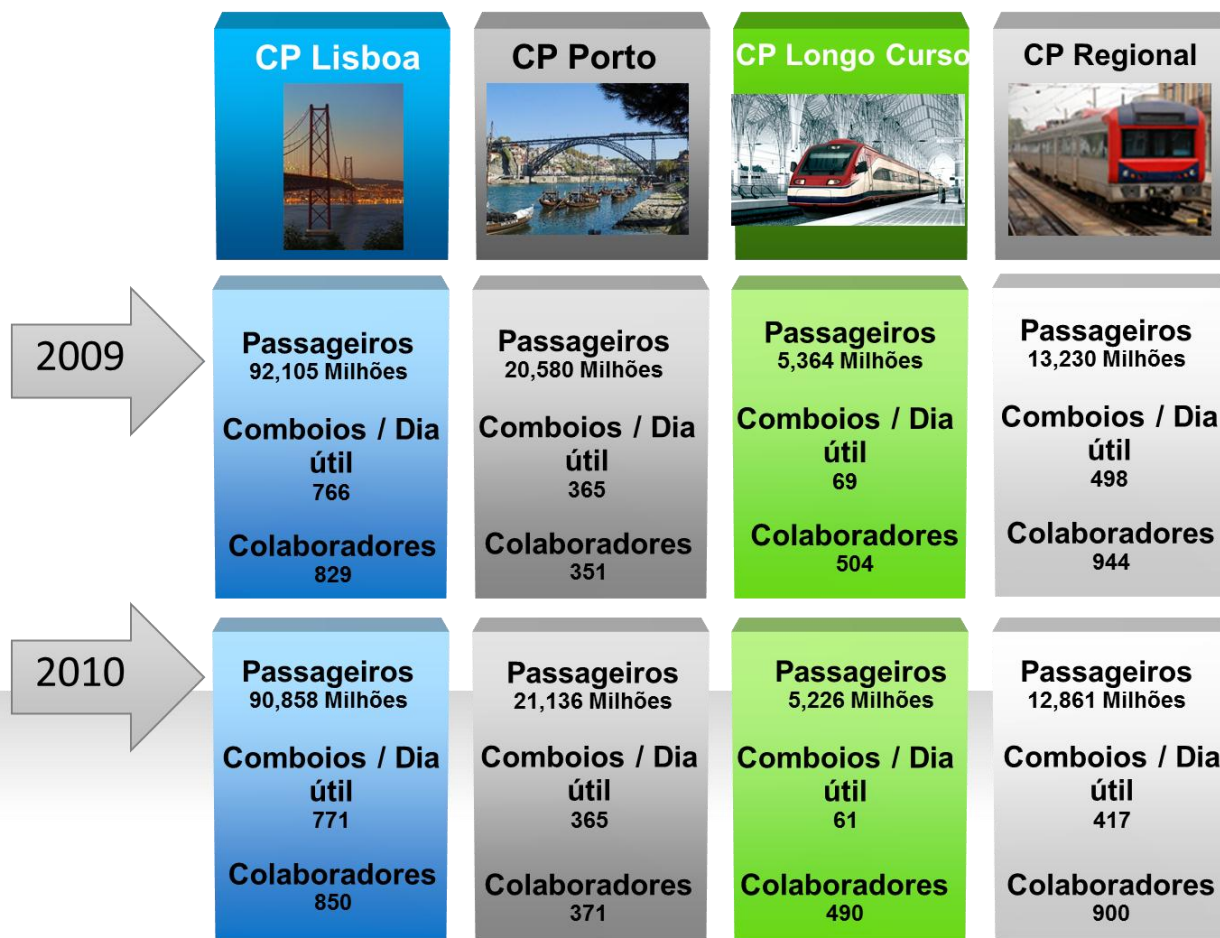 CP Lisboa
CP Porto
CP Longo Curso
CP Regional
2009
Passageiros
92,105 Milhões
Comboios / Dia
útil
766
Colaboradores
829
Passageiros
20,580 Milhões
Comboios / Dia
útil
365
Colaboradores
351
Passageiros
5,364 Milhões
Comboios / Dia
útil
69
Colaboradores
504
Passageiros
13,230 Milhões
Comboios / Dia
útil
498
Colaboradores
944
2010
Passageiros
90,858 Milhões
Comboios / Dia
útil
771
Colaboradores
850
Passageiros
21,136 Milhões
Comboios / Dia
útil
365
Colaboradores
371
Passageiros
5,226 Milhões
Comboios / Dia
útil
61
Colaboradores
490
Passageiros
12,861 Milhões
Comboios / Dia
útil
417
Colaboradores
900